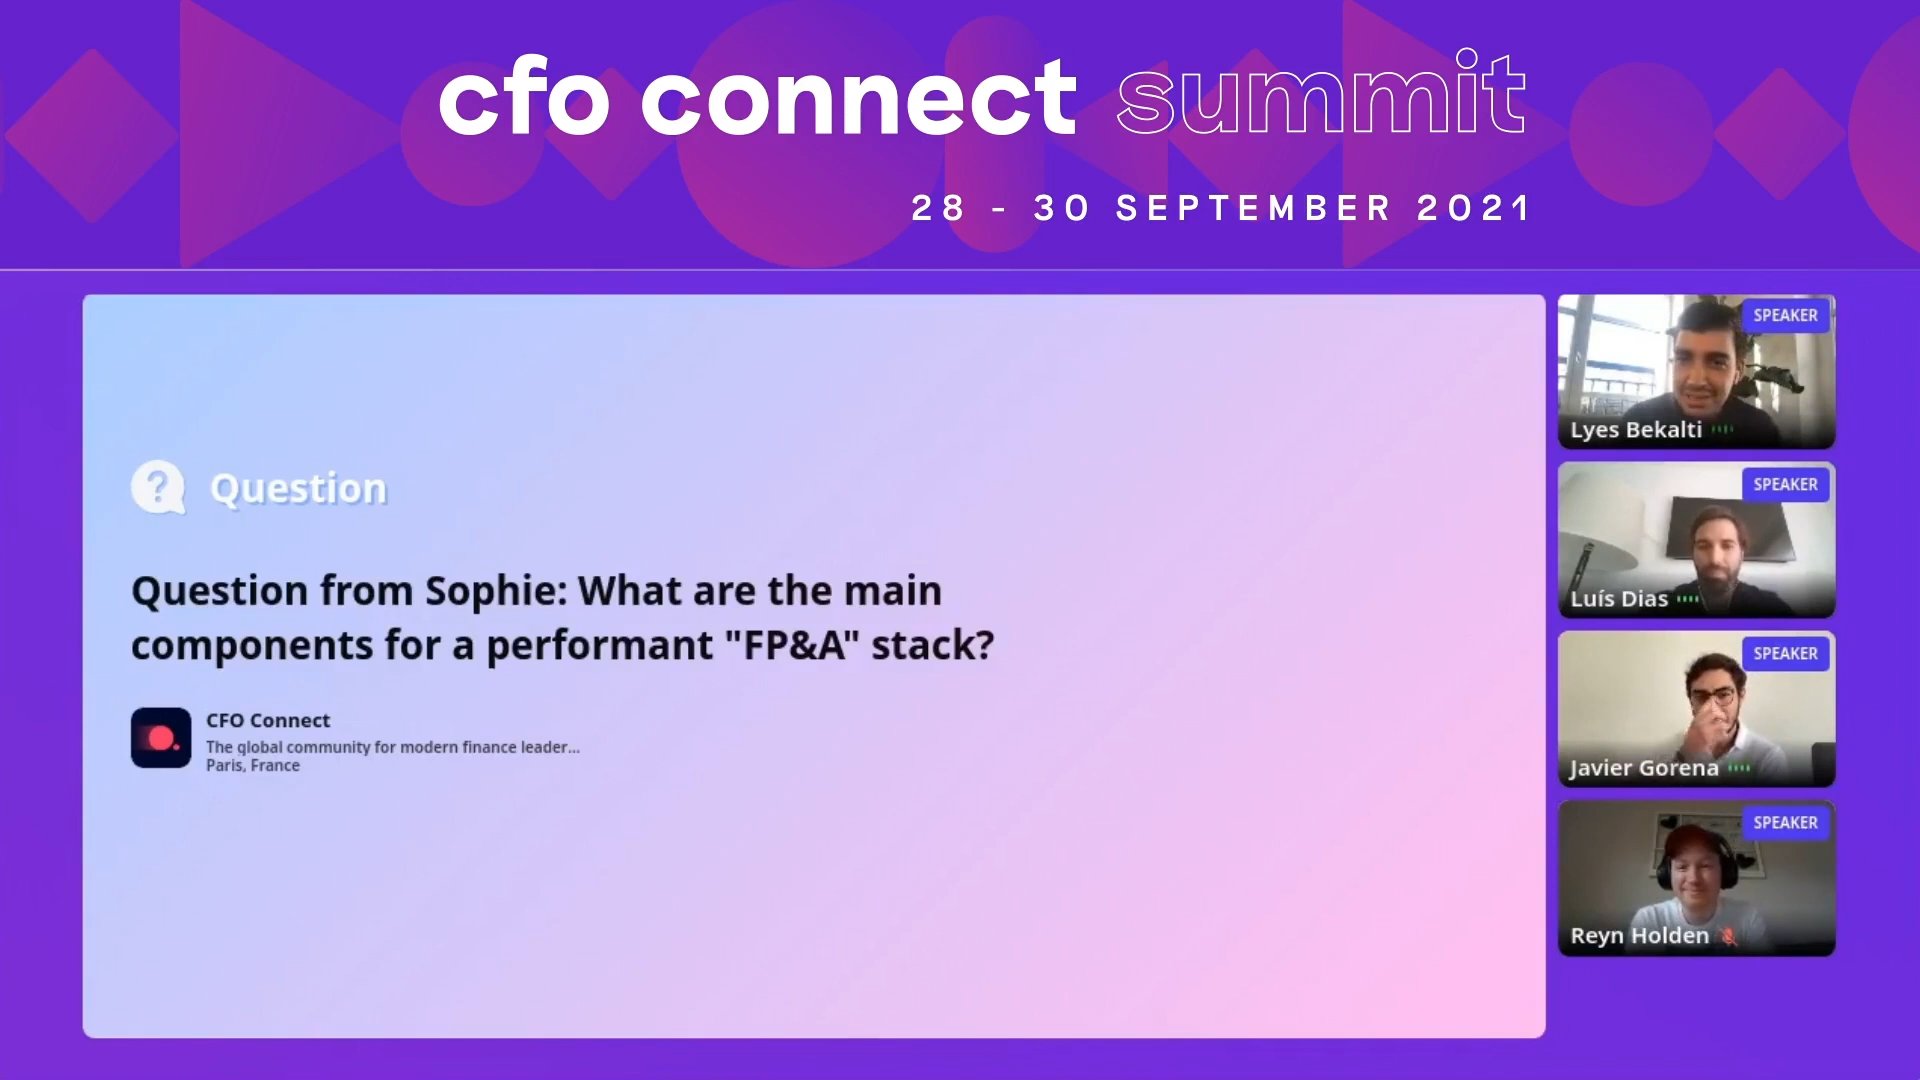 cfo connect summit
28 - 30 SEPTEMBER 2021
Question
Question from Sophie: What are the main
components for a performant "FP&A" stack?
CFO Connect
The global community for modern finance leader...
Paris, France
SPEAKER
Lyes Bekalti
SPEAKER
Luís Dias
SPEAKER
Javier Gorena
SPEAKER
Reyn Holden